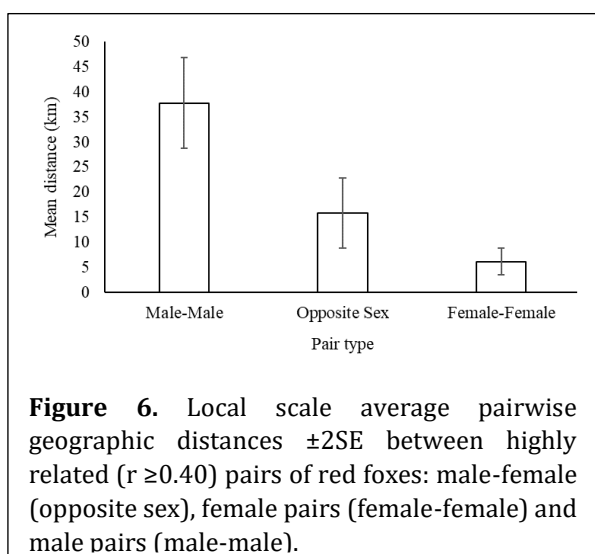 50
45
40
35
30
25
20
15
10
5
0
Mean distance (km)
Male-Male Opposite Sex Female-Female
Pair type
Figure 6. Local scale average pairwise
geographic distances ±2SE between highly
related (r ≥0.40) pairs of red foxes: male-female
(opposite sex), female pairs (female-female) and
male pairs (male-male).